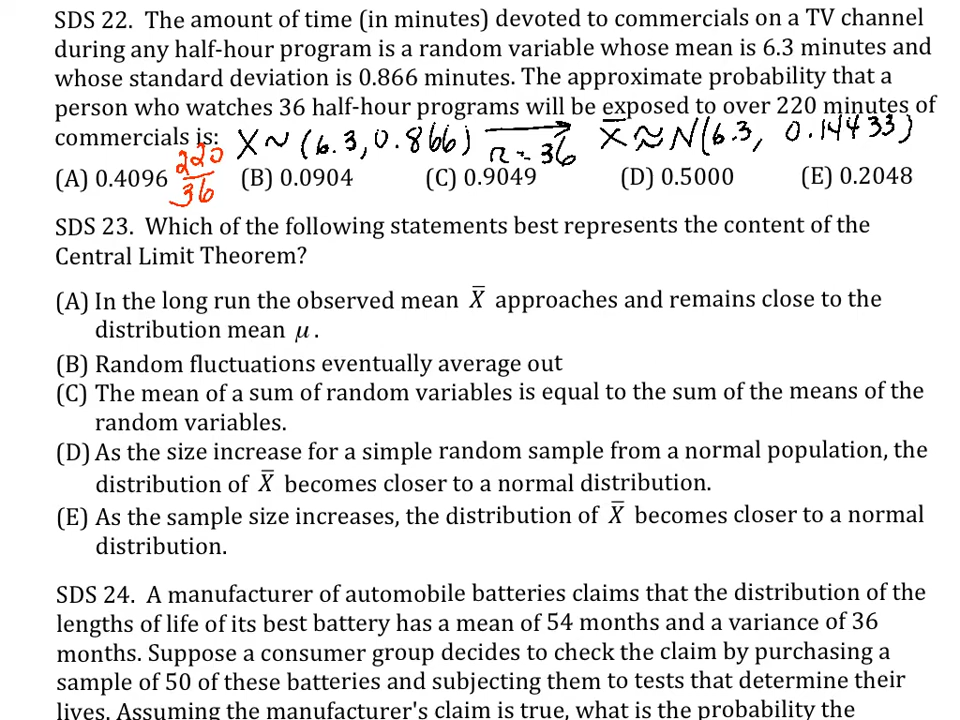 SDS 22. The amount of time (in minutes) devoted to commercials on a TV channel
during any half-hour program is a random variable whose mean is 6.3 minutes and
whose standard deviation is 0.866 minutes. The approximate probability that a
person who watches 36 half-hour programs will be exposed to over 220 minutes of
commercials is: X ~ (6.3, 0.866) → n = 36 X̄ ≈ N(6.3, 0.14433)
(A) 0.4096 220/36 (B) 0.0904 (C) 0.9049 (D) 0.5000 (E) 0.2048
SDS 23. Which of the following statements best represents the content of the
Central Limit Theorem?
(A) In the long run the observed mean X̄ approaches and remains close to the
distribution mean μ.
(B) Random fluctuations eventually average out
(C) The mean of a sum of random variables is equal to the sum of the means of the
random variables.
(D) As the size increase for a simple random sample from a normal population, the
distribution of X̄ becomes closer to a normal distribution.
(E) As the sample size increases, the distribution of X̄ becomes closer to a normal
distribution.
SDS 24. A manufacturer of automobile batteries claims that the distribution of the
lengths of life of its best battery has a mean of 54 months and a variance of 36
months. Suppose a consumer group decides to check the claim by purchasing a
sample of 50 of these batteries and subjecting them to tests that determine their
lives. Assuming the manufacturer's claim is true, what is the probability the